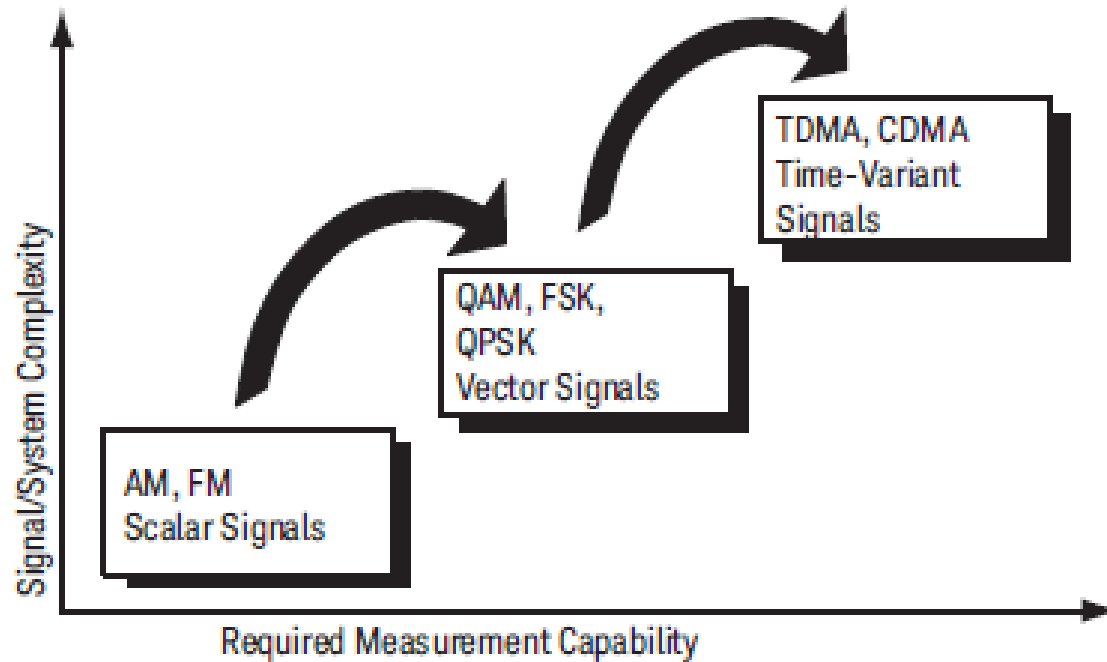 Signal/System Complexity
TDMA, CDMA
Time-Variant
Signals
QAM, FSK,
QPSK
Vector Signals
AM, FM
Scalar Signals
Required Measurement Capability